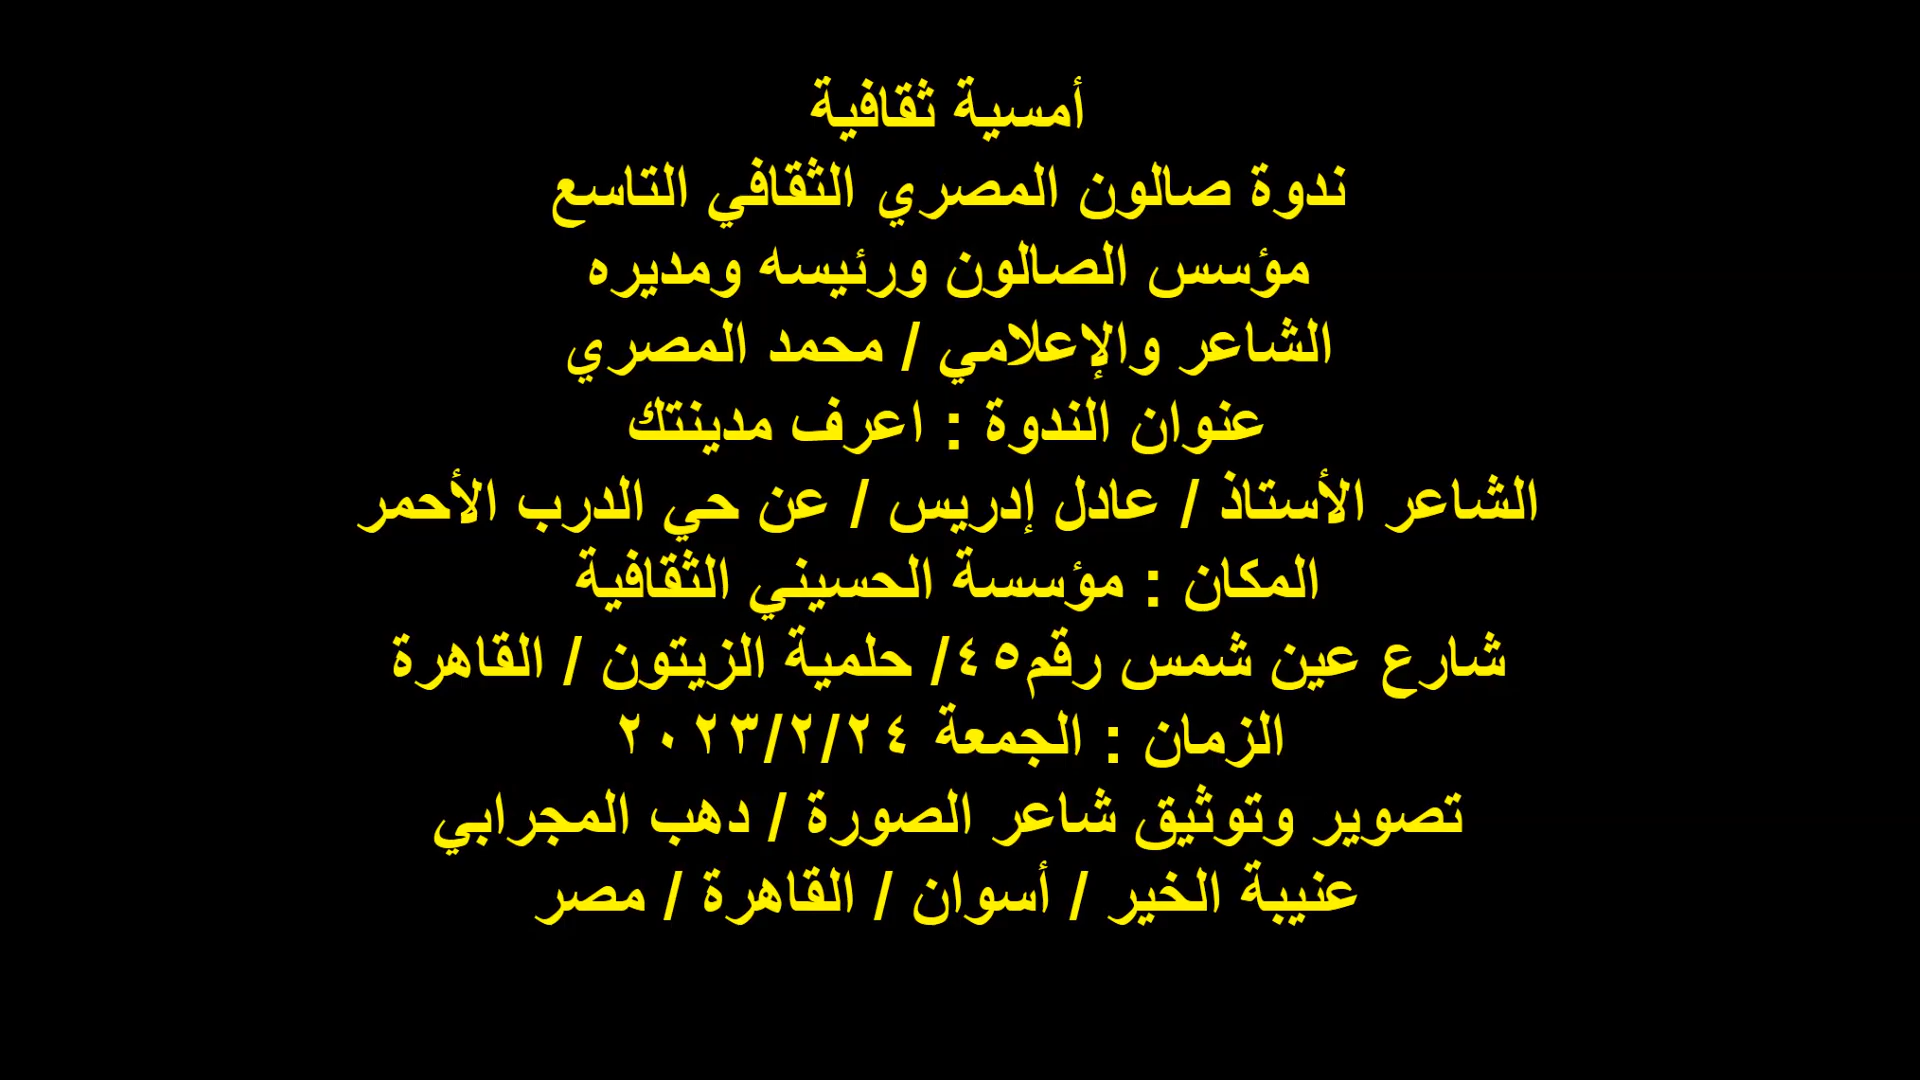 أمسية ثقافية
ندوة صالون المصري الثقافي التاسع
مؤسس الصالون ورئيسه ومديره
الشاعر والإعلامي / محمد المصري
عنوان الندوة : اعرف مدينتك
الشاعر الأستاذ / عادل إدريس / عن حي الدرب الأحمر
المكان : مؤسسة الحسيني الثقافية
شارع عين شمس رقم٤٥/ حلمية الزيتون / القاهرة
الزمان : الجمعة ٢٠٢٣/٢/٢٤
تصوير وتوثيق شاعر الصورة / دهب المجرابي
عنيبة الخير / أسوان / القاهرة / مصر